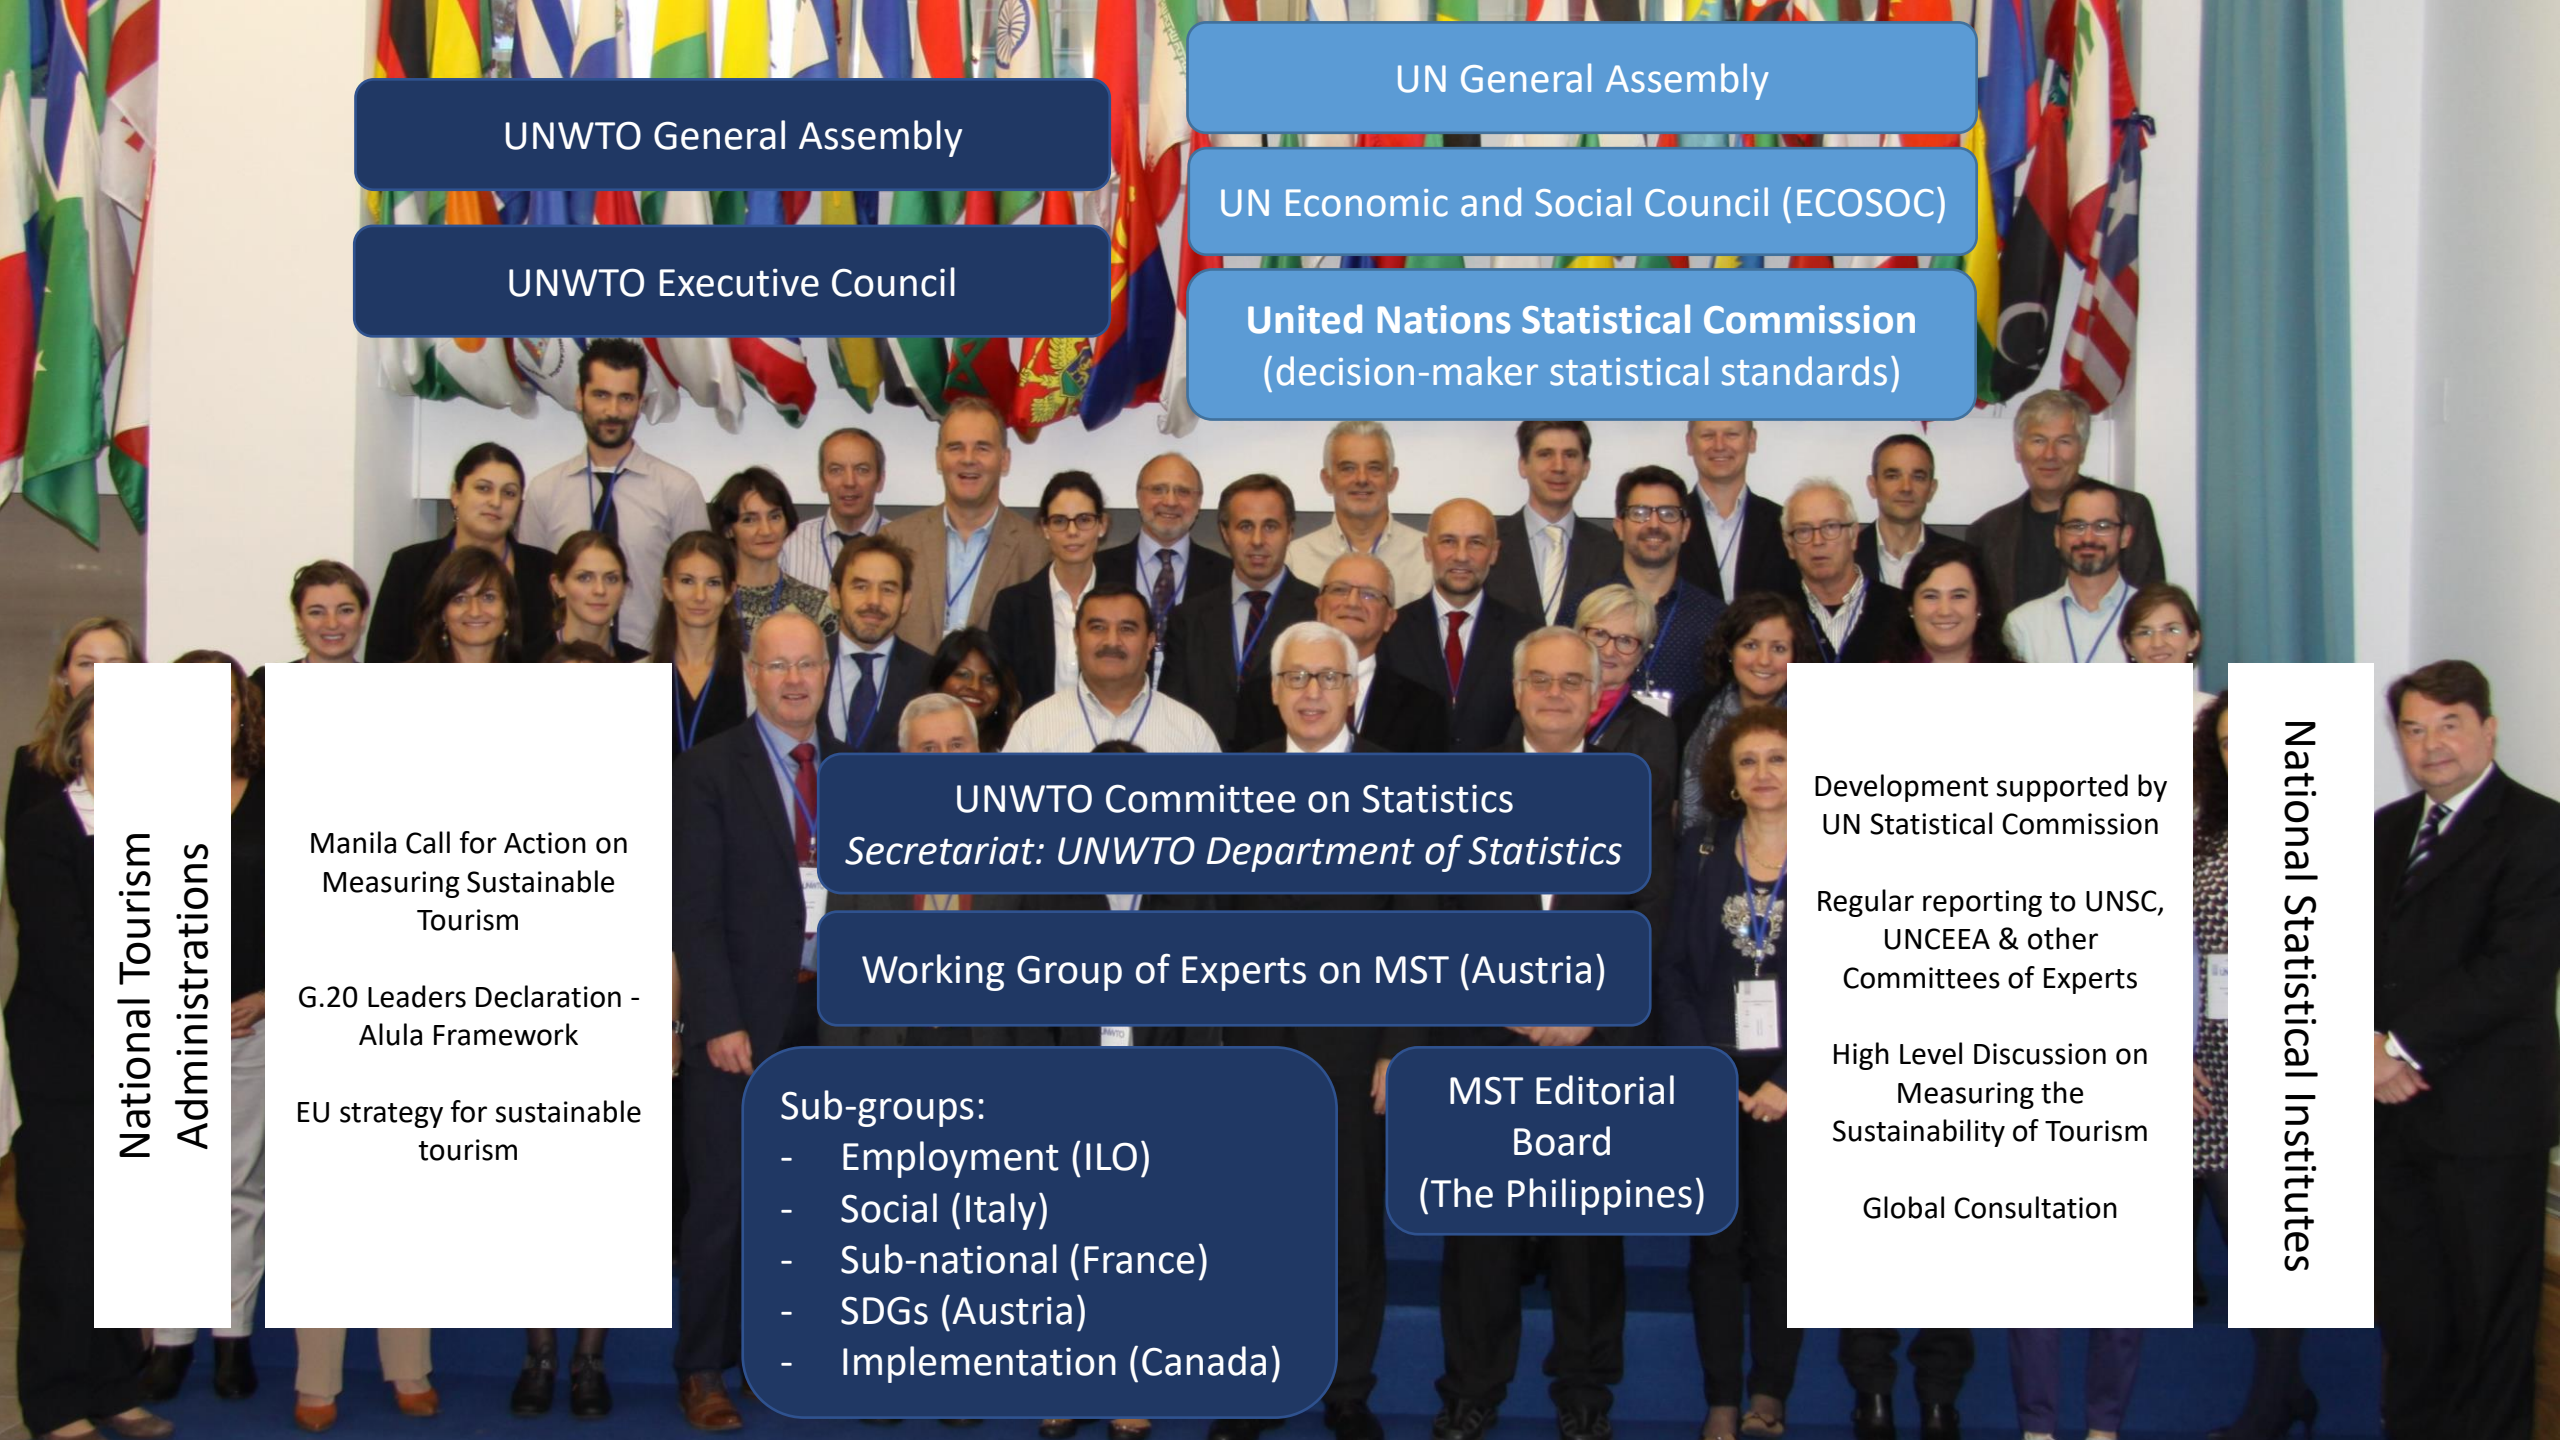 UNWTO General Assembly
UNWTO Executive Council
UN General Assembly
UN Economic and Social Council (ECOSOC)
United Nations Statistical Commission
(decision-maker statistical standards)
National Tourism
Administrations
Manila Call for Action on
Measuring Sustainable
Tourism
G.20 Leaders Declaration -
Alula Framework
EU strategy for sustainable
tourism
UNWTO Committee on Statistics
Secretariat: UNWTO Department of Statistics
Working Group of Experts on MST (Austria)
Sub-groups:
- Employment (ILO)
- Social (Italy)
- Sub-national (France)
- SDGs (Austria)
- Implementation (Canada)
MST Editorial
Board
(The Philippines)
Development supported by
UN Statistical Commission
Regular reporting to UNSC,
UNCEEA & other
Committees of Experts
High Level Discussion on
Measuring the
Sustainability of Tourism
Global Consultation
National Statistical Institutes